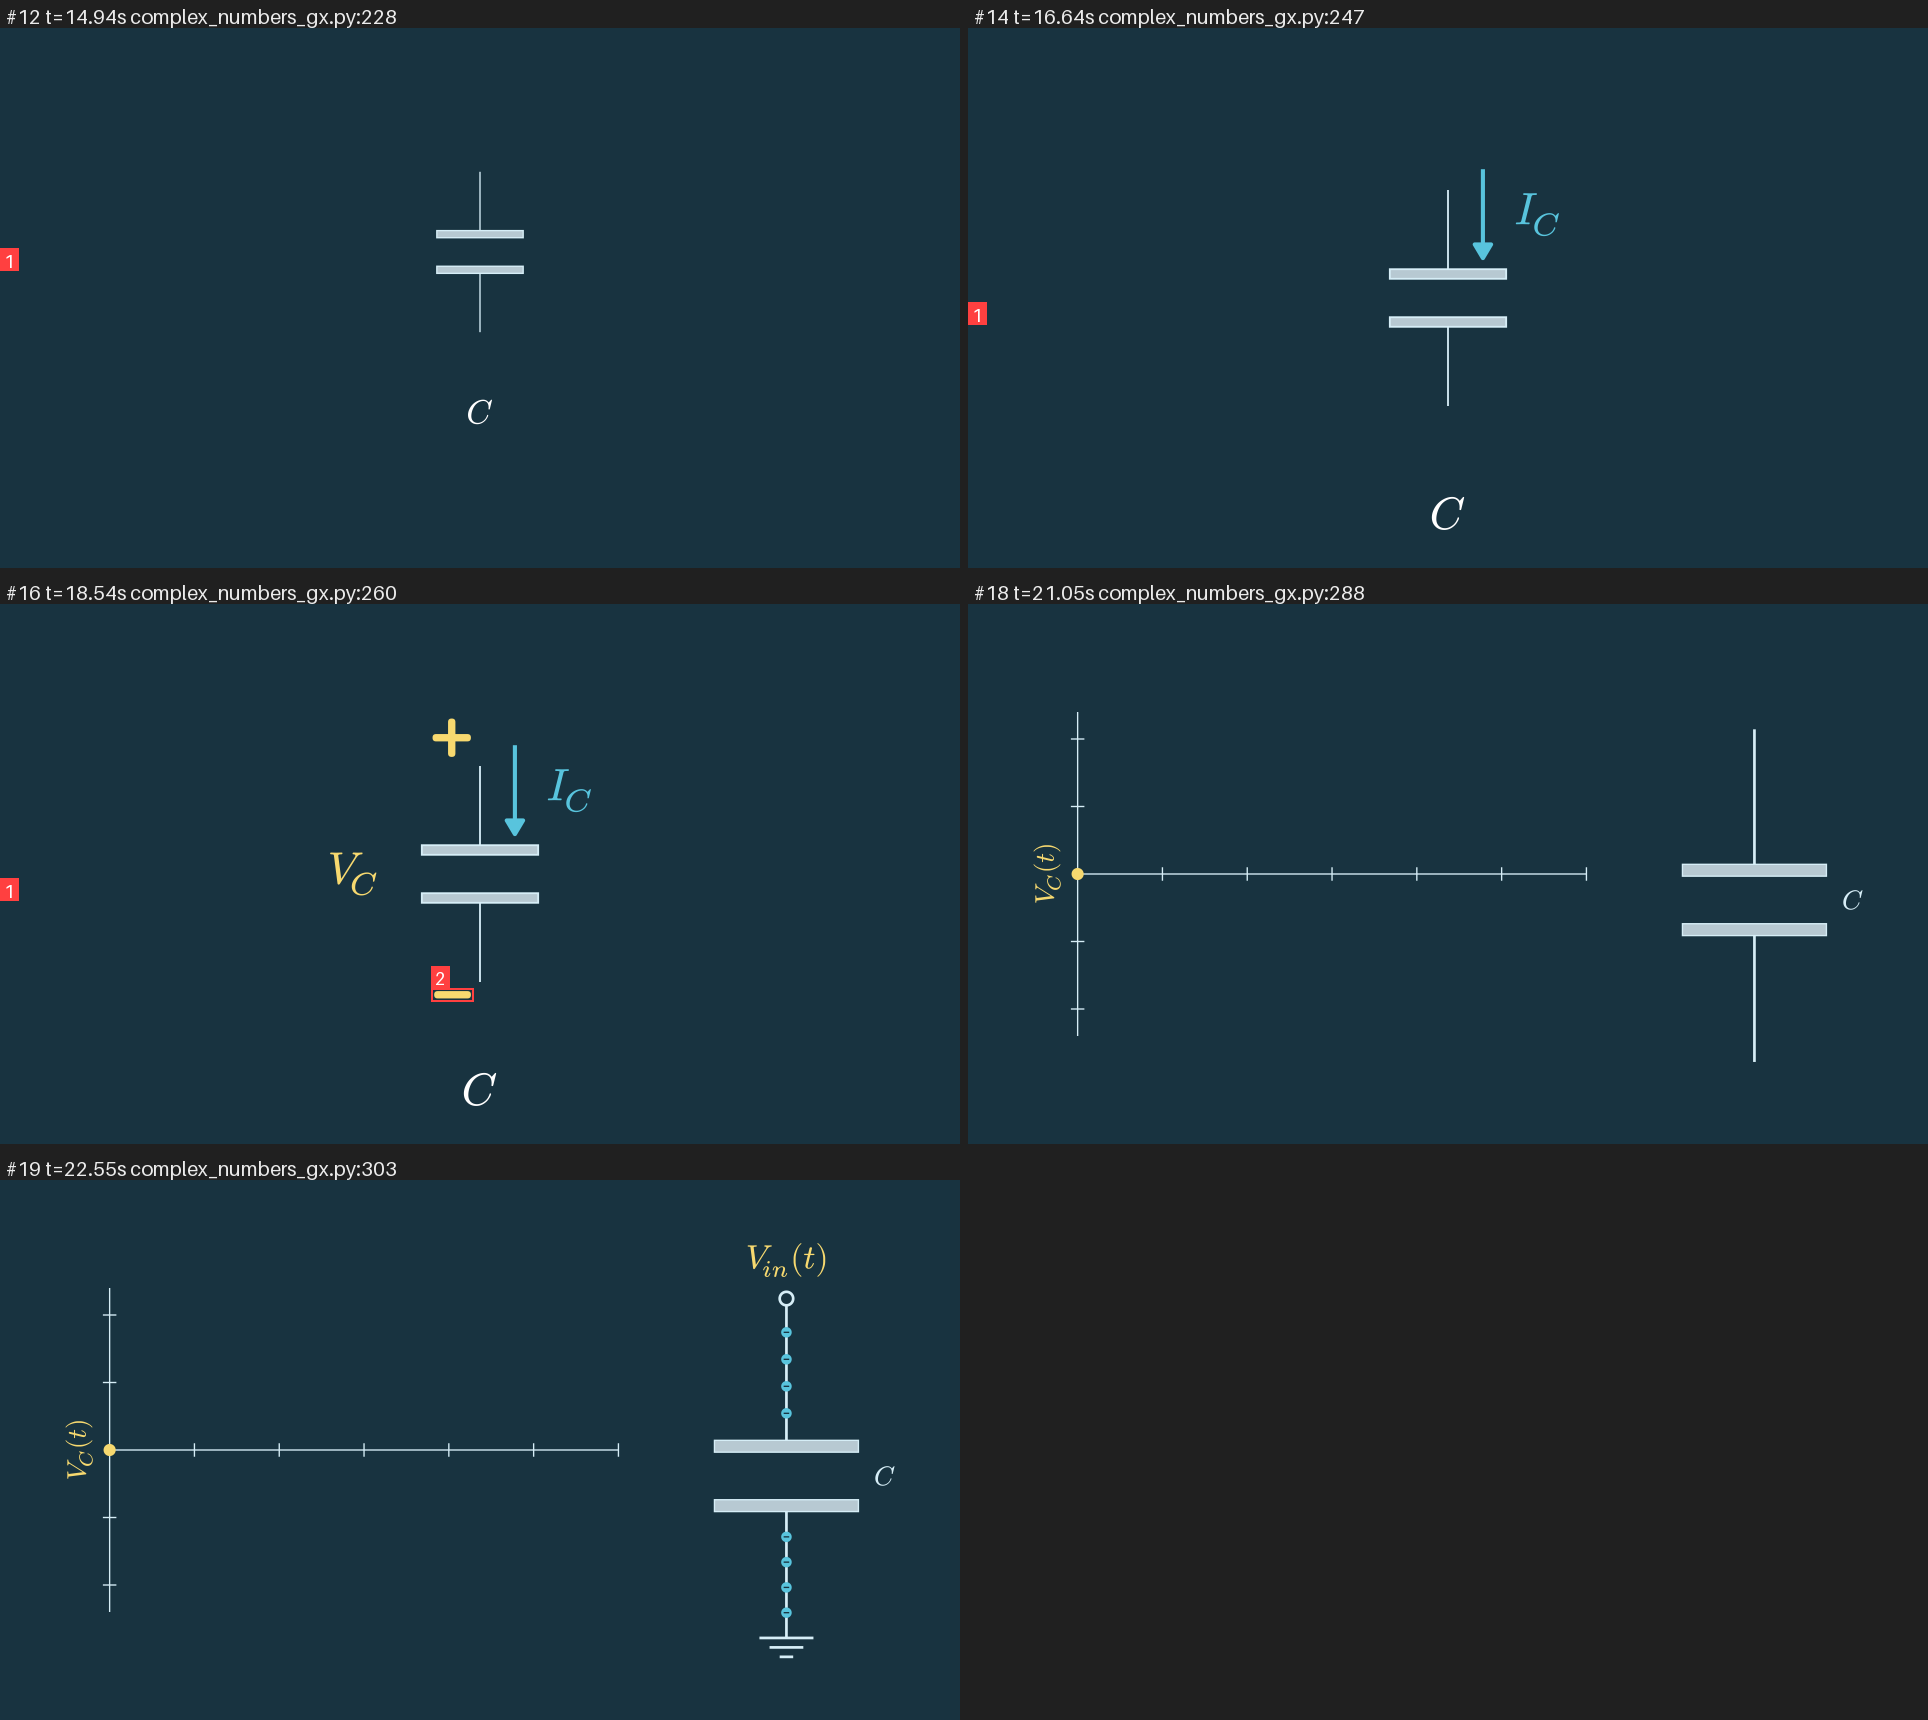 #12 t=14.94s complex_numbers_gx.py:228
1
C
#14 t=16.64s complex_numbers_gx.py:247
I_C
1
C
#16 t=18.54s complex_numbers_gx.py:260
+
I_C
V_C
1
2
−
C
#18 t=21.05s complex_numbers_gx.py:288
V_C(t)
C
#19 t=22.55s complex_numbers_gx.py:303
V_{in}(t)
V_C(t)
C